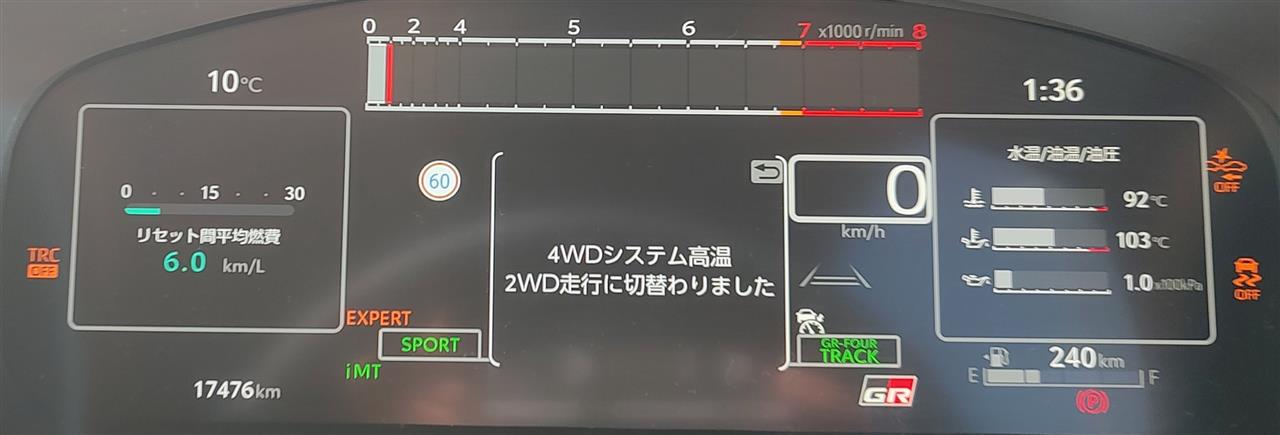 0 2 4 5 6 7 x1000 r/min 8
10℃
1:36
水温/油温/油圧
60
0
km/h
0 - - 15 - - 30
リセット間平均燃費
6.0 km/L
TRC
OFF
4WDシステム高温
2WD走行に切替わりました
92℃
103℃
1.0 x100kPa
OFF
OFF
EXPERT
SPORT
iMT
GR-FOUR
TRACK
17476km
GR
240km
E F
P